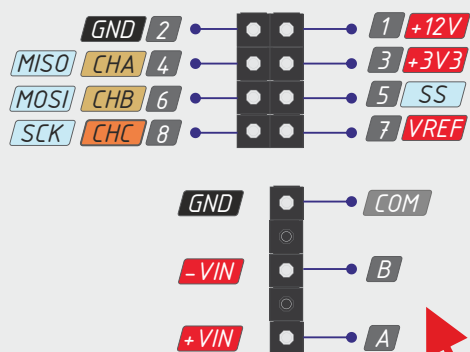 GND 2 1 +12V
MISO CHA 4 3 +3V3
MOSI CHB 6 5 SS
SCK CHC 8 7 VREF
GND COM
-VIN B
+VIN A